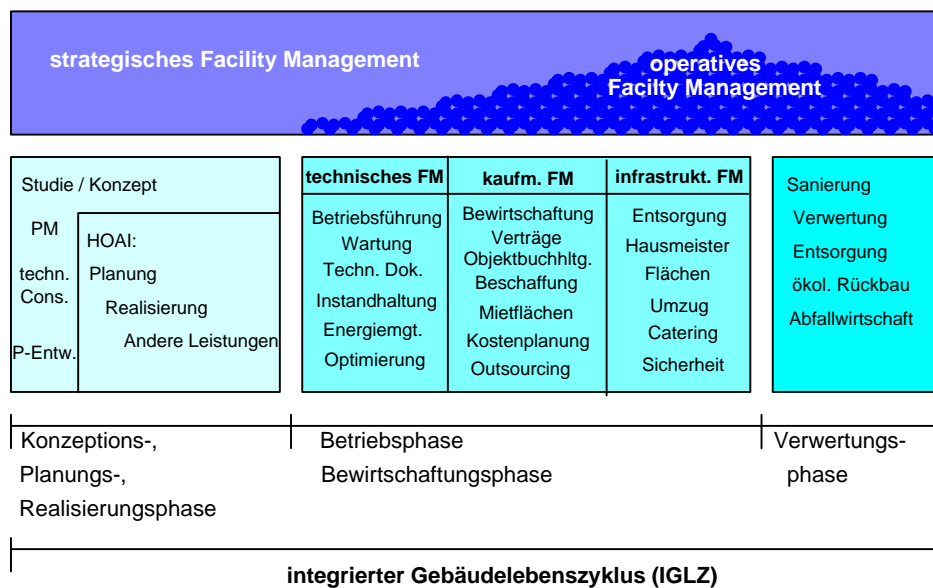 strategisches Facility Management
operatives
Facilty Management
Studie / Konzept
PM
techn.
Cons.
P-Entw.
HOAI:
Planung
Realisierung
Andere Leistungen
technisches FM
Betriebsführung
Wartung
Techn. Dok.
Instandhaltung
Energiemgt.
Optimierung
kaufm. FM
Bewirtschaftung
Verträge
Objektbuchhltg.
Beschaffung
Mietflächen
Kostenplanung
Outsourcing
infrastrukt. FM
Entsorgung
Hausmeister
Flächen
Umzug
Catering
Sicherheit
Sanierung
Verwertung
Entsorgung
ökol. Rückbau
Abfallwirtschaft
Konzeptions-,
Planungs-,
Realisierungsphase
Betriebsphase
Bewirtschaftungsphase
Verwertungs-
phase
integrierter Gebäudelebenszyklus (IGLZ)